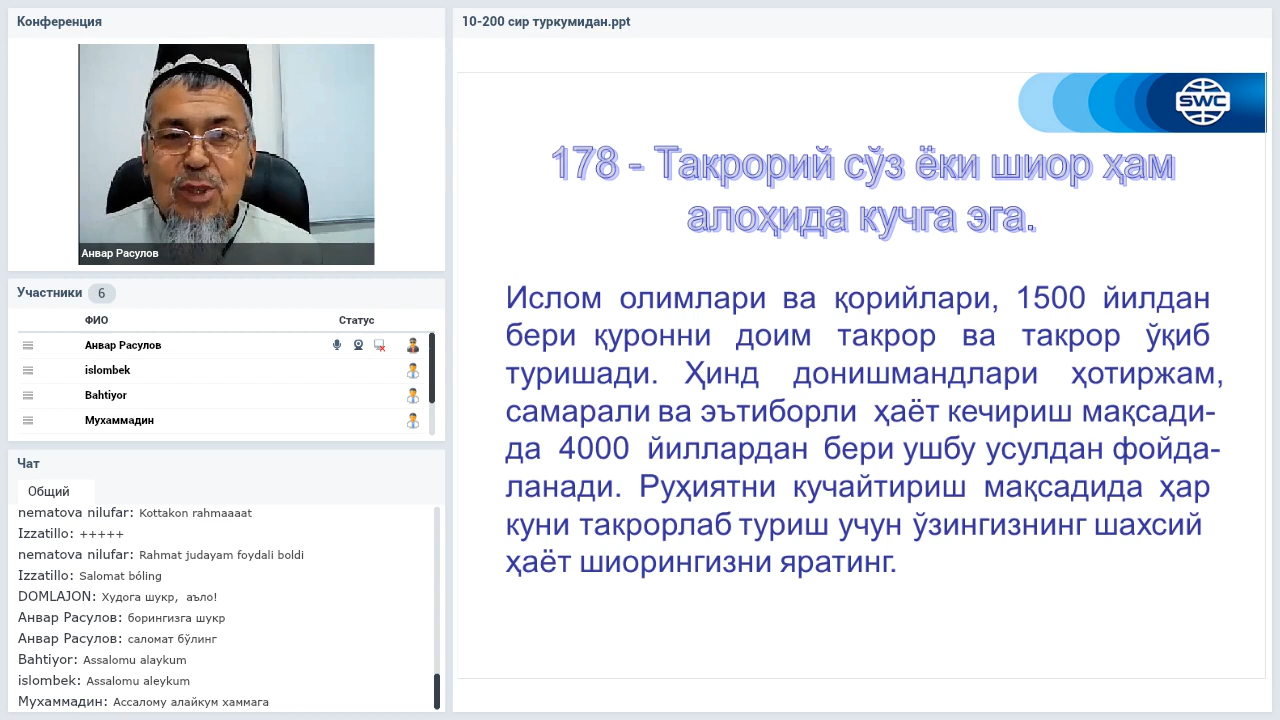 Конференция
Анвар Расулов
Участники 6
ФИО Статус
Анвар Расулов
islombek
Bahtiyor
Мухаммадин
Чат
Общий
nematova nilufar: Kottakon rahmaaaat
Izzatillo: +++++
nematova nilufar: Rahmat judayam foydali boldi
Izzatillo: Salomat bóling
DOMLAJON: Худога шукр, аъло!
Анвар Расулов: борингизга шукр
Анвар Расулов: саломат бўлинг
Bahtiyor: Assalomu alaykum
islombek: Assalomu aleykum
Мухаммадин: Ассалому алайкум хаммага
10-200 сир туркумидан.ppt
SWC
178 - Такрорий сўз ёки шиор ҳам
алоҳида кучга эга.
Ислом олимлари ва қорийлари, 1500 йилдан
бери қуронни доим такрор ва такрор ўқиб
туришади. Ҳинд донишмандлари ҳотиржам,
самарали ва эътиборли ҳаёт кечириш мақсади-
да 4000 йиллардан бери ушбу усулдан фойда-
ланади. Руҳиятни кучайтириш мақсадида ҳар
куни такрорлаб туриш учун ўзингизнинг шахсий
ҳаёт шиорингизни яратинг.